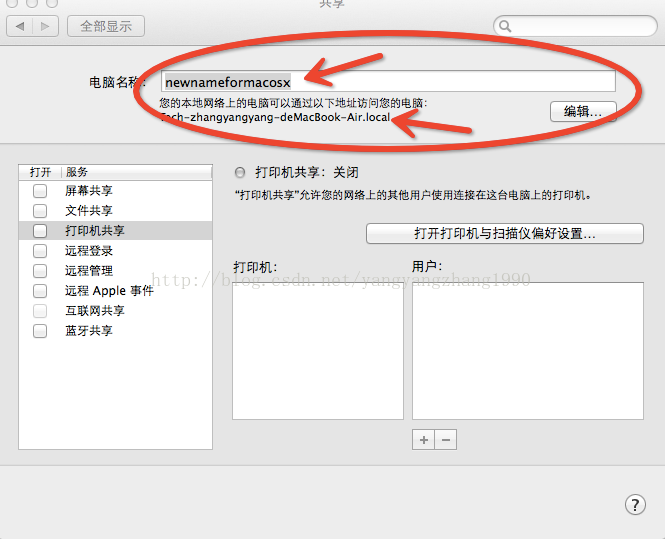 共享
全部显示
电脑名称：
newnameformacosx
您的本地网络上的电脑可以通过以下地址访问您的电脑：
Tech-zhangyangyang-deMacBook-Air.local
编辑...
打开 服务
屏幕共享
文件共享
打印机共享
远程登录
远程管理
远程 Apple 事件
互联网共享
蓝牙共享
打印机共享：关闭
“打印机共享”允许您的网络上的其他用户使用连接在这台电脑上的打印机。
打开打印机与扫描仪偏好设置...
打印机：
用户：
http://blog.csdn.net/yangyangzhang1990
+ −
?